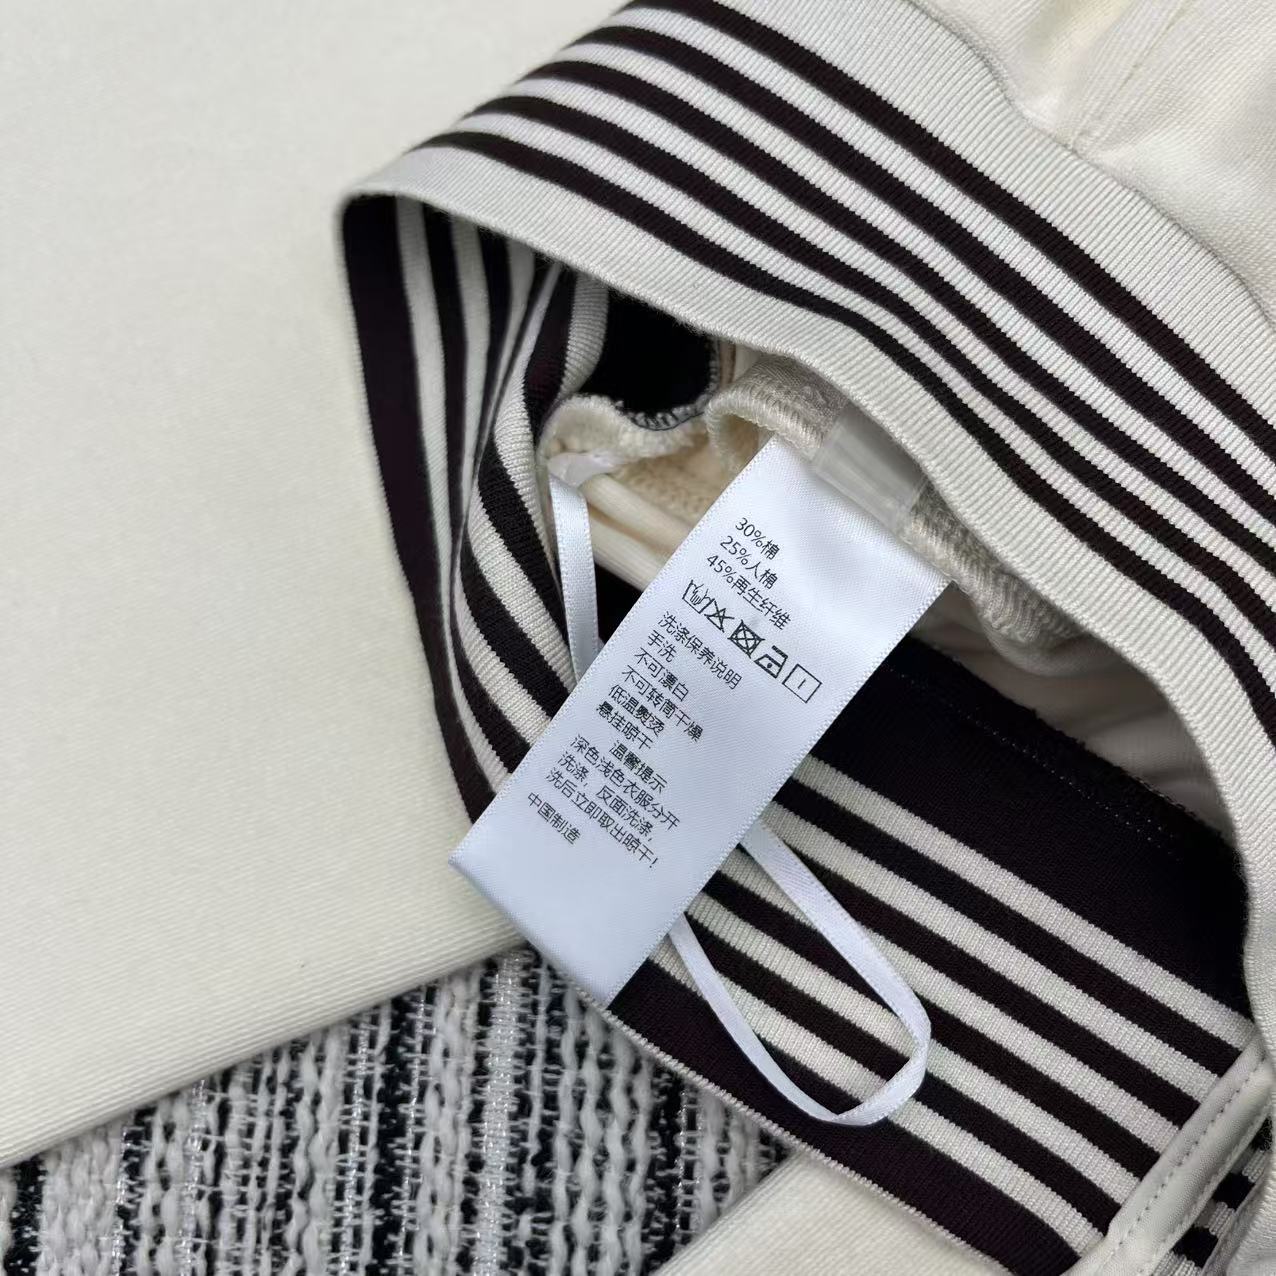 30%棉
25%人棉
45%再生纤维
洗涤保养说明
手洗
不可漂白
不可转筒干燥
低温熨烫
悬挂晾干
温馨提示
深色浅色衣服分开
洗涤，反面洗涤，
洗后立即取出晾干!
中国制造